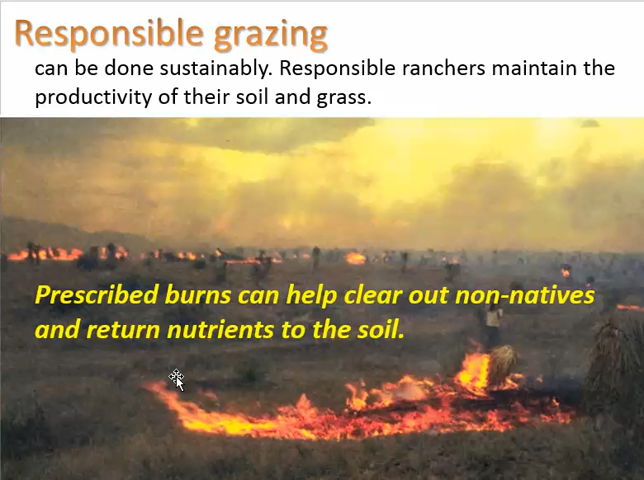 Responsible grazing
can be done sustainably. Responsible ranchers maintain the
productivity of their soil and grass.
Prescribed burns can help clear out non-natives
and return nutrients to the soil.